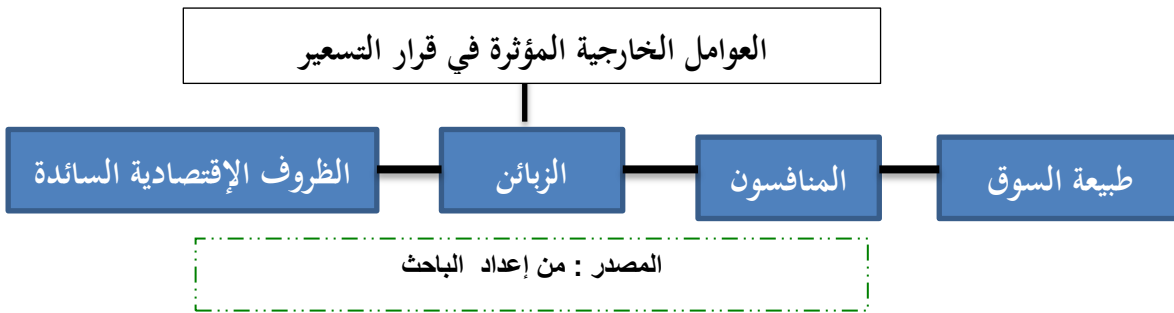 العوامل الخارجية المؤثرة في قرار التسعير
طبيعة السوق
المنافسون
الزبائن
الظروف الإقتصادية السائدة
المصدر : من إعداد الباحث